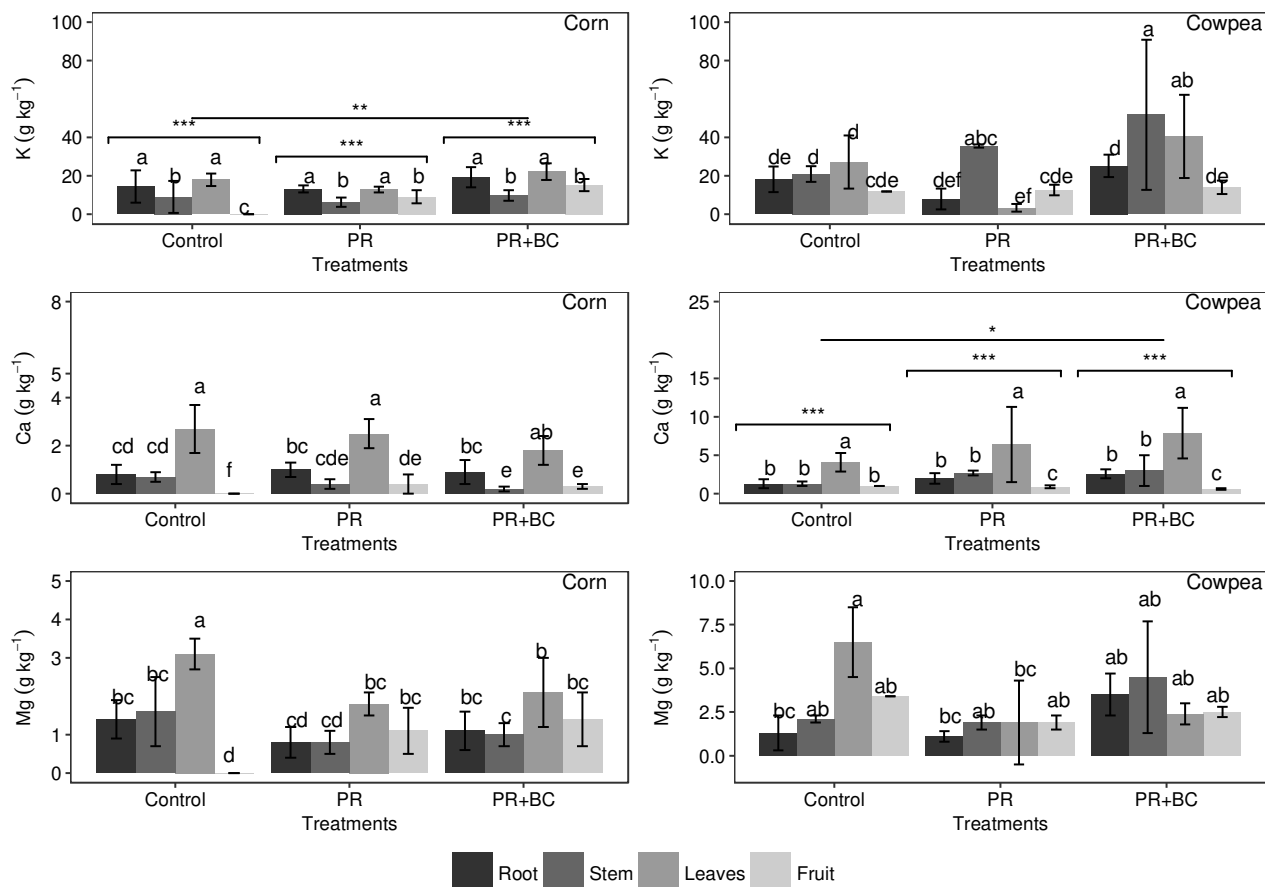 Corn
K (g kg⁻¹)
100
80
40
20
0
**
***
***
***
a
b
a
c
a
b
a
b
a
b
a
b
Control
PR
PR+BC
Treatments
Cowpea
K (g kg⁻¹)
100
80
40
20
0
de
d
d
cde
def
abc
ef
cde
d
a
ab
de
Control
PR
PR+BC
Treatments
Corn
Ca (g kg⁻¹)
8
5
4
2
0
cd
cd
a
f
bc
cde
a
de
bc
e
ab
e
Control
PR
PR+BC
Treatments
Cowpea
Ca (g kg⁻¹)
25
15
10
5
0
*
***
***
***
b
b
a
b
b
b
a
c
b
b
a
c
Control
PR
PR+BC
Treatments
Corn
Mg (g kg⁻¹)
5
4
3
1
0
bc
bc
a
d
cd
cd
bc
bc
bc
c
b
bc
Control
PR
PR+BC
Treatments
Cowpea
Mg (g kg⁻¹)
10.0
7.5
5.0
2.5
0.0
bc
ab
a
ab
bc
ab
bc
ab
ab
ab
ab
ab
Control
PR
PR+BC
Treatments
Root
Stem
Leaves
Fruit